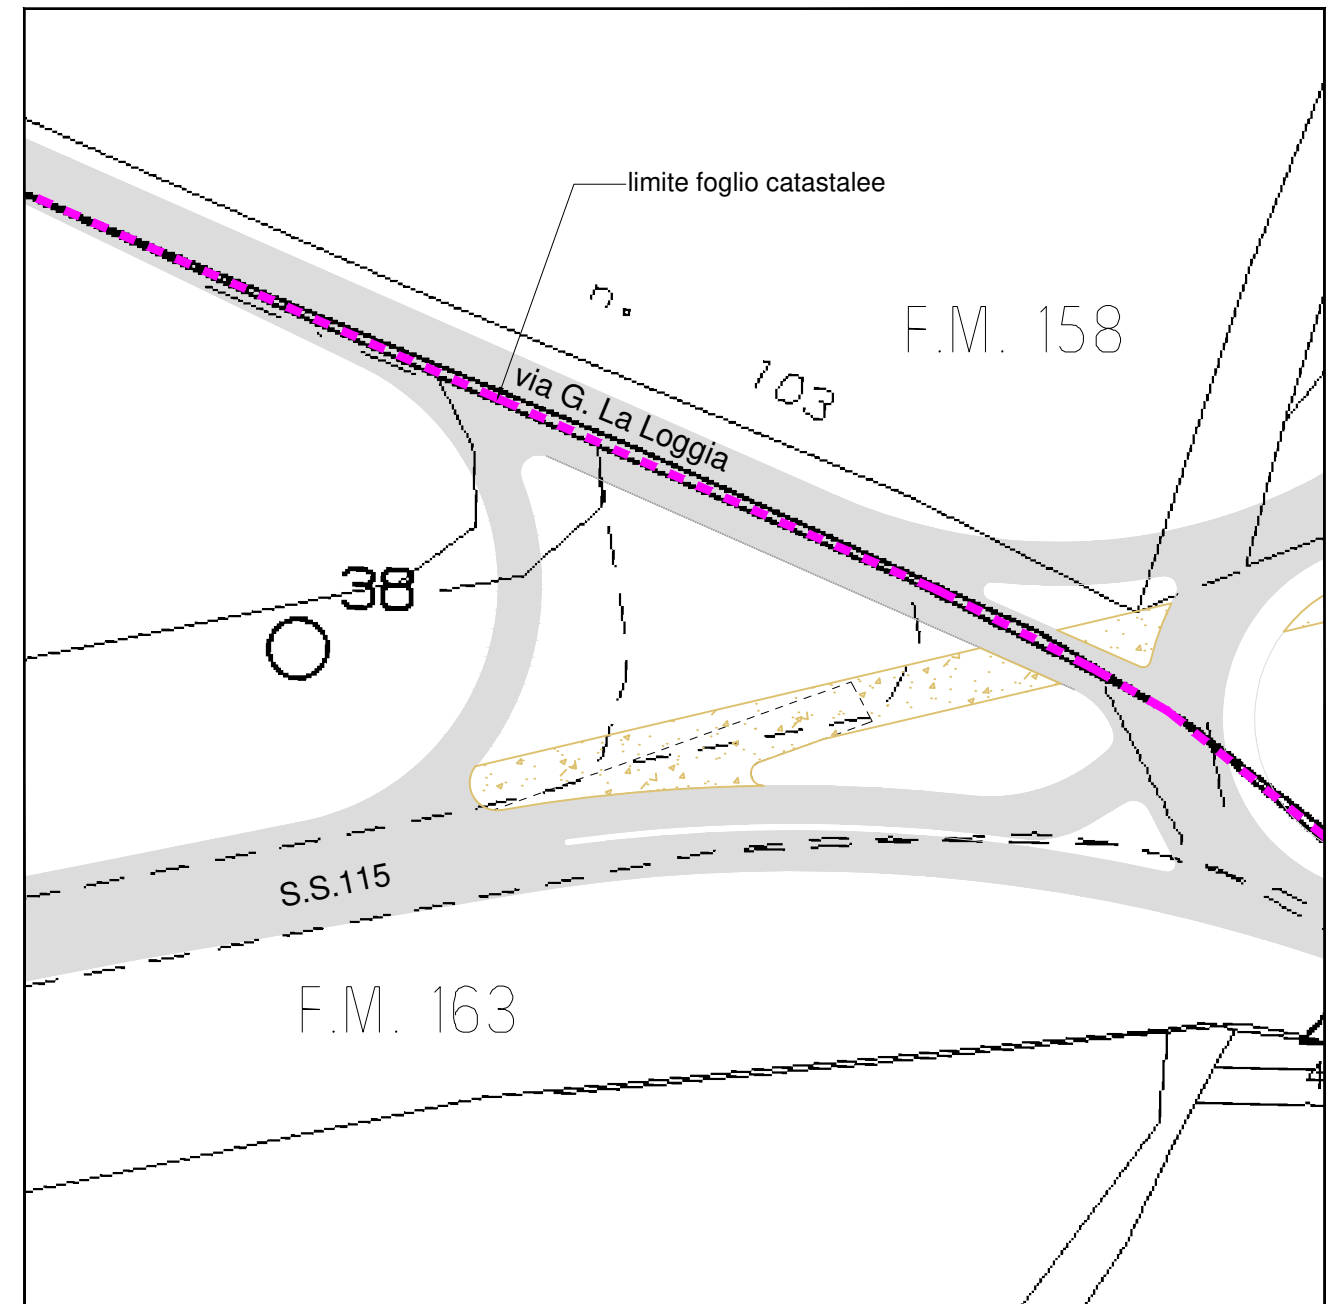 limite foglio catastalee
n.
103
F.M. 158
via G. La Loggia
38
S.S.115
F.M. 163